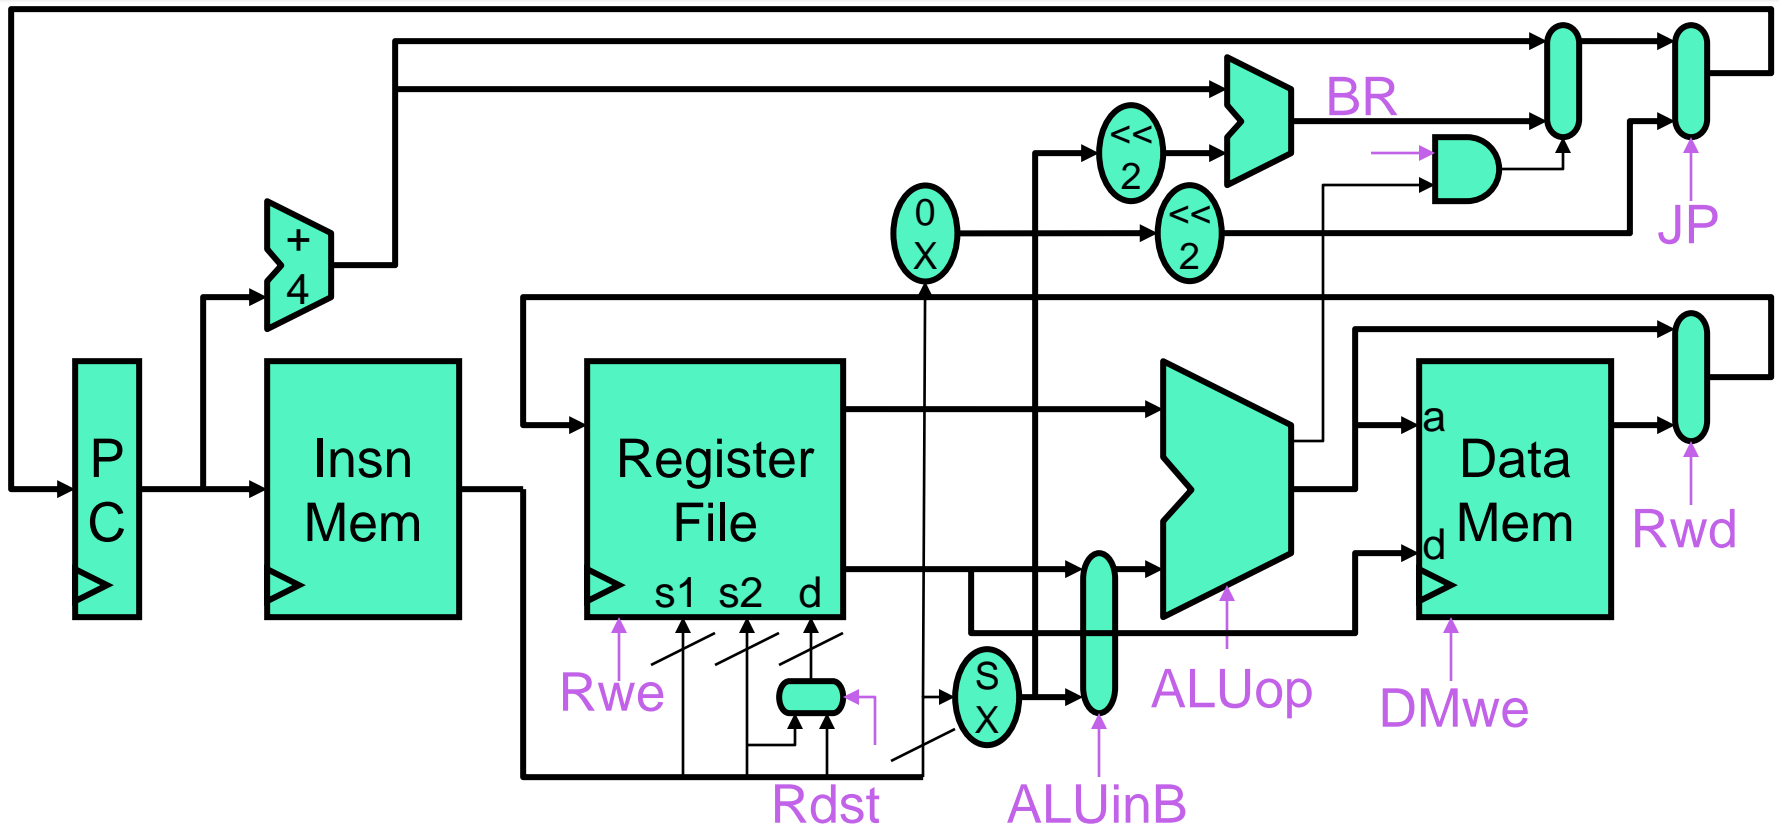 BR
<<
2
JP
0
X
<<
2
+
4
P
C
Insn
Mem
Register
File
s1 s2 d
a
Data
Mem
d
Rwd
Rwe
S
X
ALUop
DMwe
Rdst
ALUinB